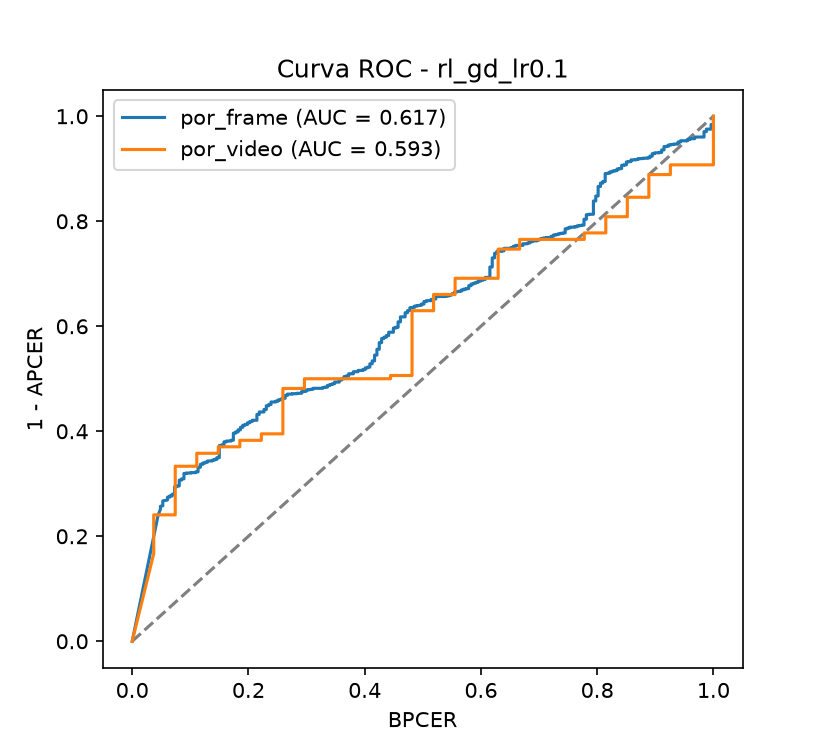 Curva ROC - rl_gd_lr0.1
por_frame (AUC = 0.617)
por_video (AUC = 0.593)
1.0
0.8
0.6
0.4
0.2
0.0
1 - APCER
0.0 0.2 0.4 0.6 0.8 1.0
BPCER